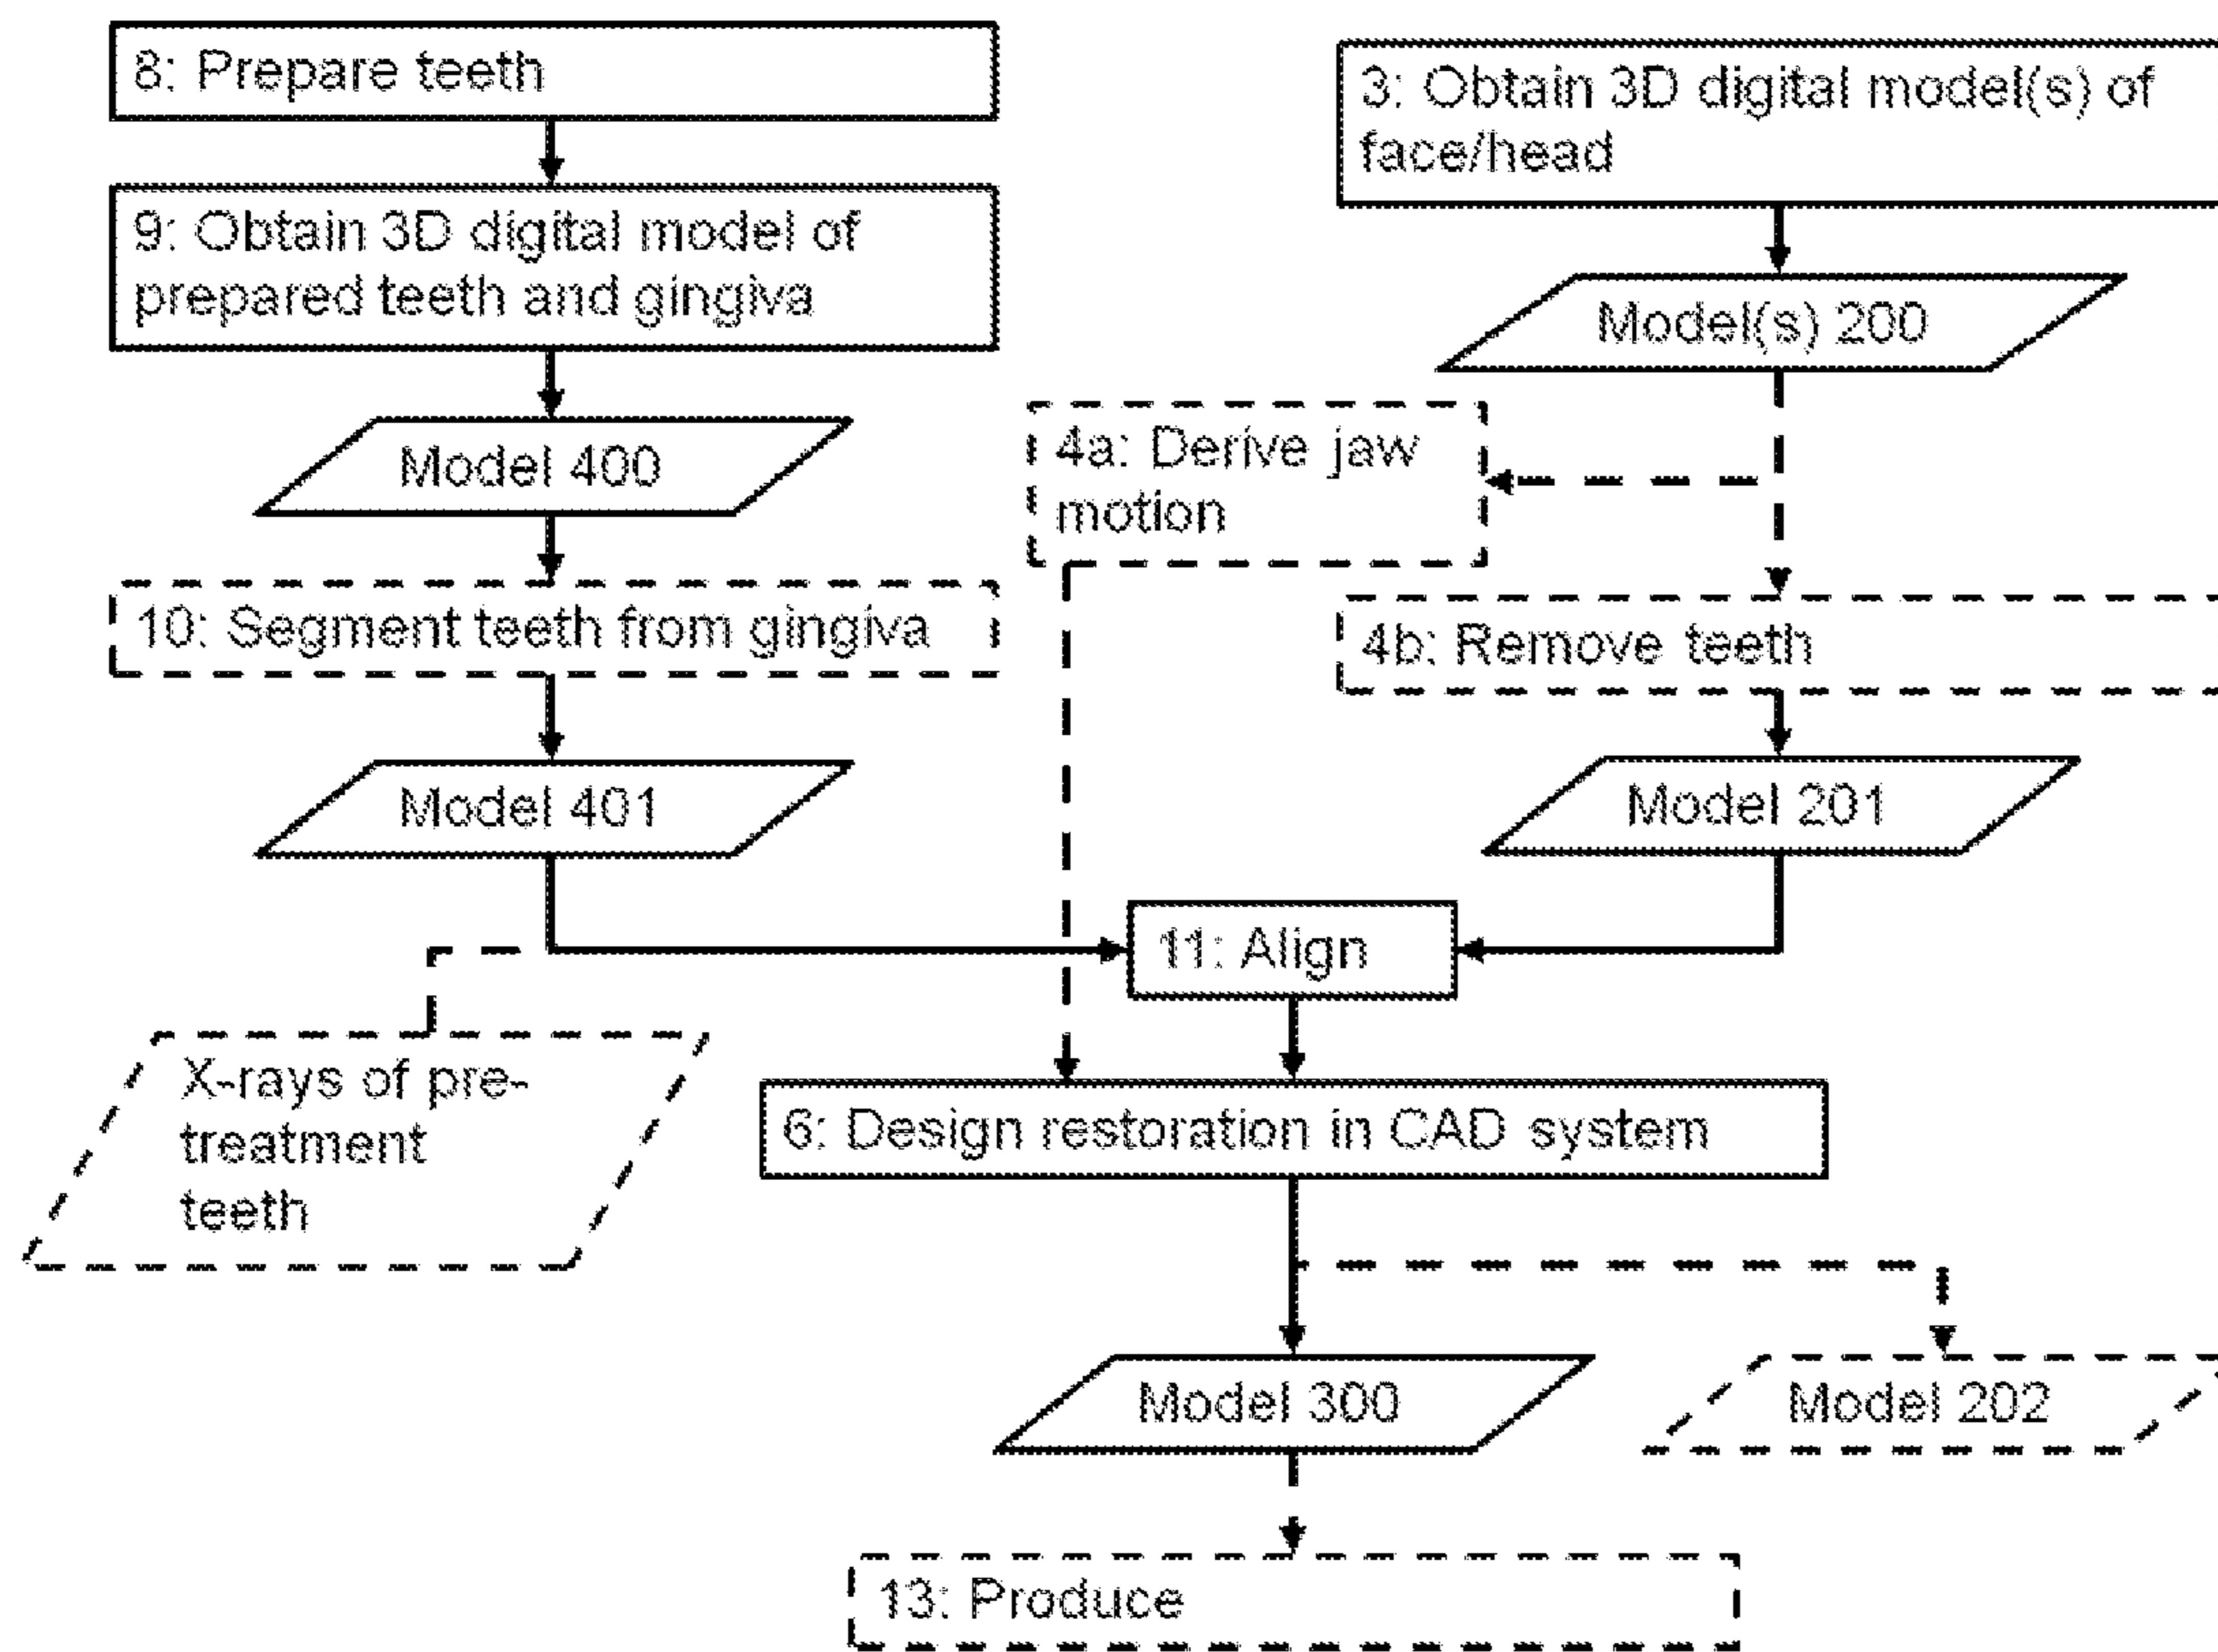 8: Prepare teeth
3: Obtain 3D digital model(s) of
face/head
9: Obtain 3D digital model of
prepared teeth and gingiva
Model(s) 200
4a: Derive jaw
motion
Model 400
10: Segment teeth from gingiva
4b: Remove teeth
Model 401
Model 201
11: Align
X-rays of pre-
treatment
teeth
6: Design restoration in CAD system
Model 300
Model 202
13: Produce